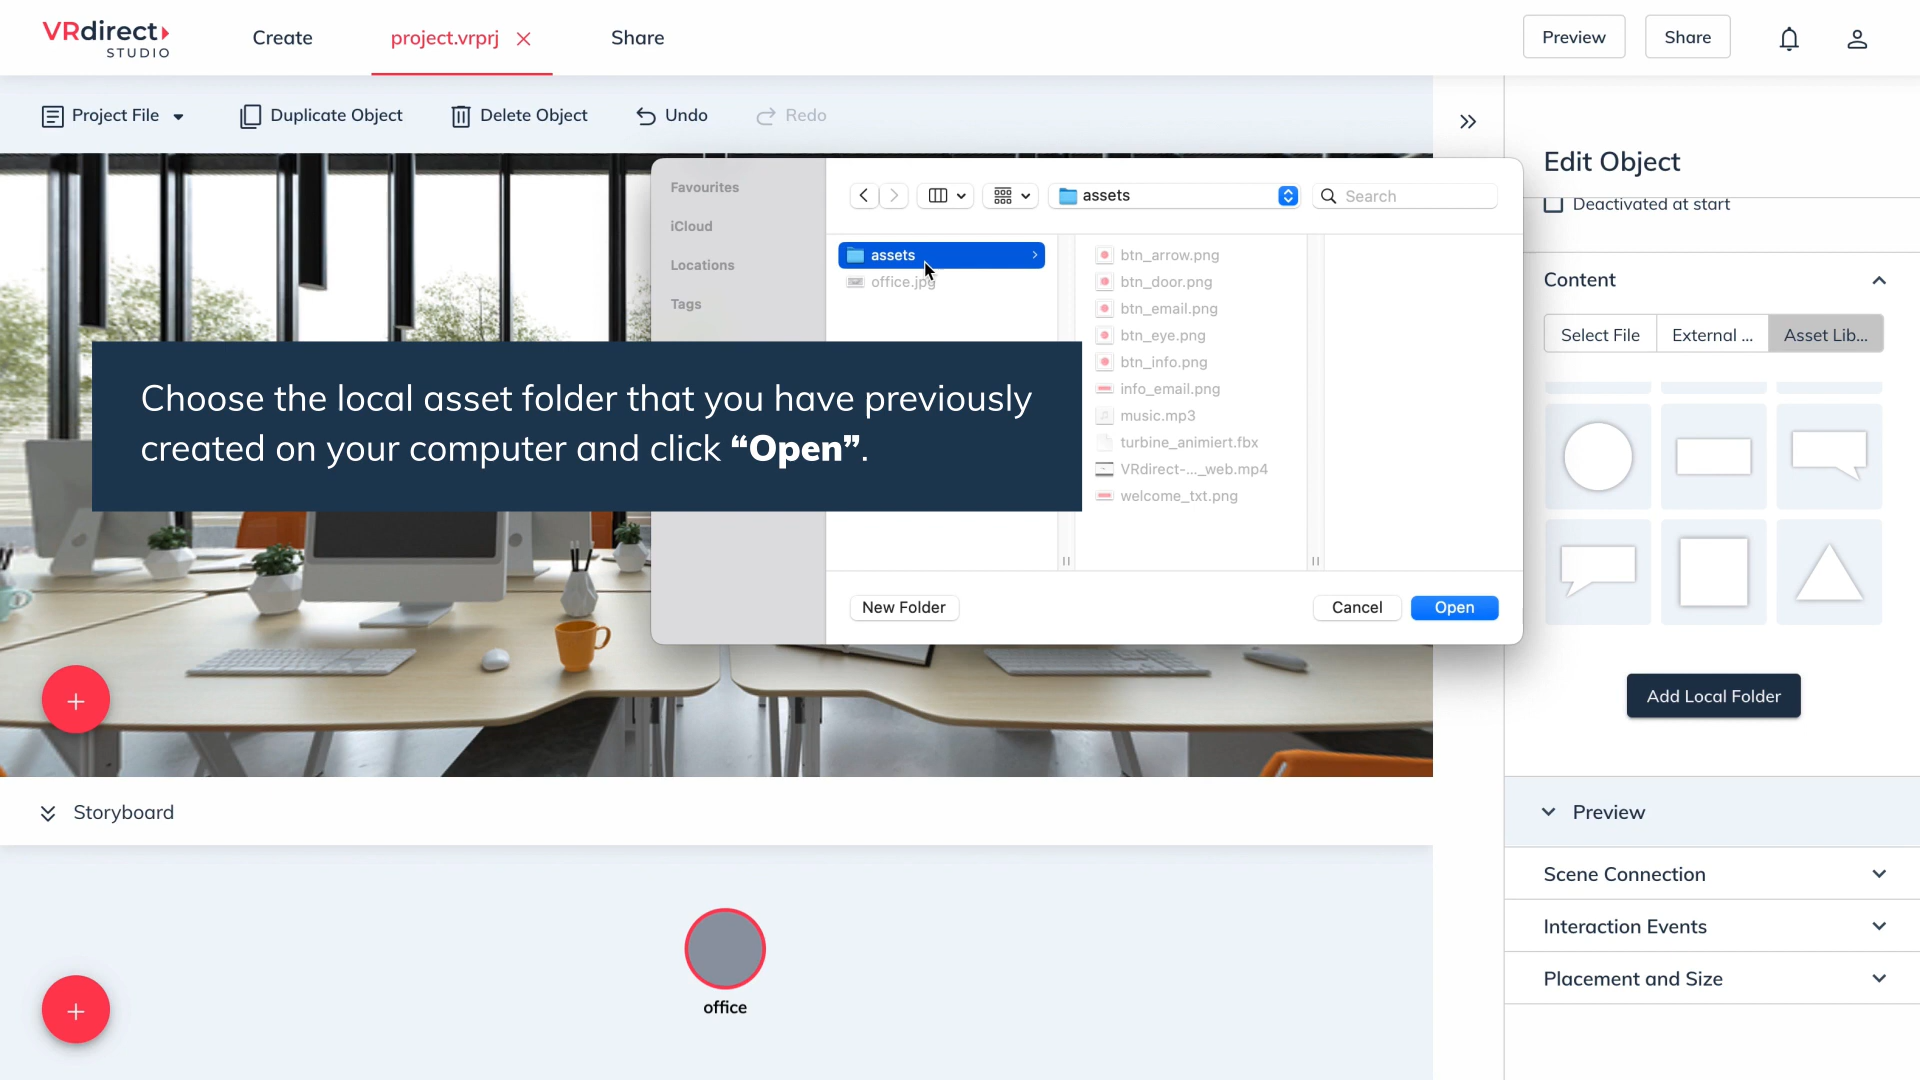 VRdirect
STUDIO
Create
project.vrprj
Share
Preview
Share
Project File
Duplicate Object
Delete Object
Undo
Redo
Favourites
iCloud
Locations
Tags
assets
Search
assets
office.jpg
btn_arrow.png
btn_door.png
btn_email.png
btn_eye.png
btn_info.png
info_email.png
music.mp3
turbine_animiert.fbx
VRdirect-..._web.mp4
welcome_txt.png
New Folder
Cancel
Open
Choose the local asset folder that you have previously
created on your computer and click “Open”.
Edit Object
Deactivated at start
Content
Select File
External ...
Asset Lib...
Add Local Folder
Preview
Scene Connection
Interaction Events
Placement and Size
Storyboard
office